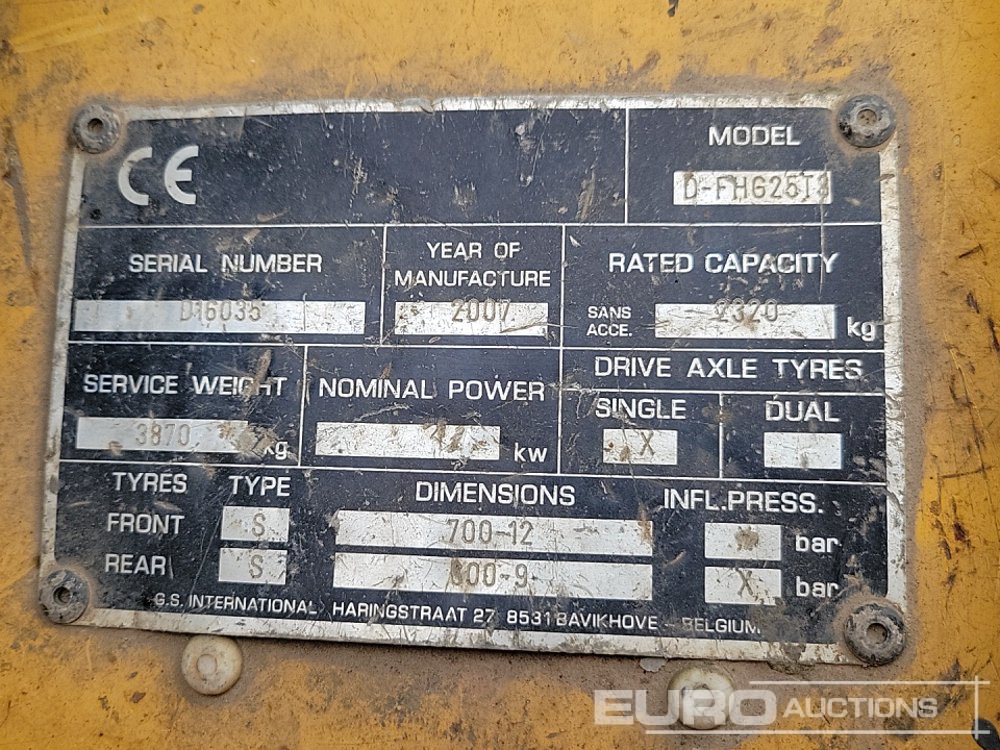 CE
MODEL
D-FHG25T3
SERIAL NUMBER
D16035
YEAR OF
MANUFACTURE
2007
RATED CAPACITY
SANS
ACCE.
2320
kg
SERVICE WEIGHT
3870
kg
NOMINAL POWER
kw
DRIVE AXLE TYRES
SINGLE
DUAL
X
TYRES TYPE DIMENSIONS INFL.PRESS.
FRONT S 700-12 bar
REAR S 600-9 X bar
G.S. INTERNATIONAL HARINGSTRAAT 27 8531 BAVIKHOVE - BELGIUM
EURO AUCTIONS